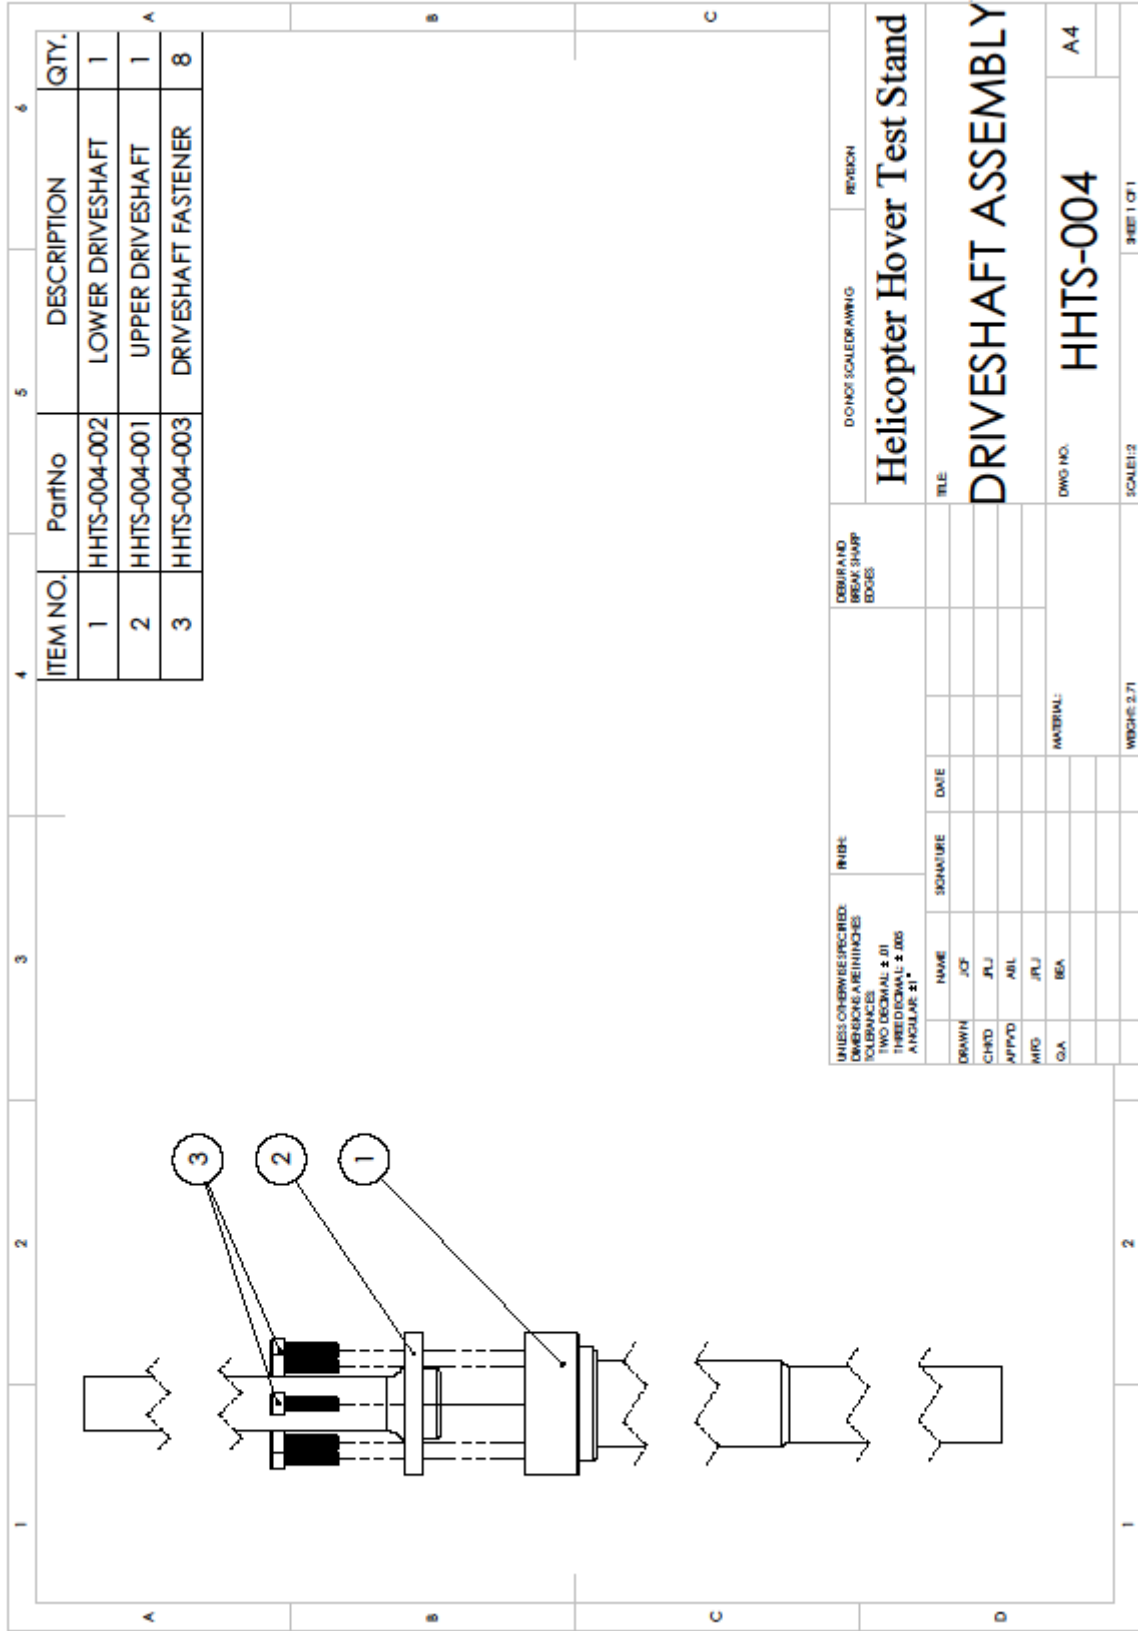 6
5
4
3
2
1
A
B
C
ITEM NO. PartNo DESCRIPTION QTY.
1 HHTS-004-002 LOWER DRIVESHAFT 1
2 HHTS-004-001 UPPER DRIVESHAFT 1
3 HHTS-004-003 DRIVESHAFT FASTENER 8
3
2
1
UNLESS OTHERWISE SPECIFIED:
DIMENSIONS ARE IN INCHES
TOLERANCES:
TWO DECIMAL: ± .01
THREE DECIMAL: ± .005
ANGULAR: ±1°
FINISH:
DEBUR AND
BREAK SHARP
EDGES
DO NOT SCALE DRAWING
REVISION
Helicopter Hover Test Stand
NAME SIGNATURE DATE
DRAWN JCF
CHK'D JPLJ
APPV'D ABL
MFG JPLJ
Q.A BEA
TITLE:
DRIVESHAFT ASSEMBLY
MATERIAL:
DWG NO.
HHTS-004
A4
WEIGHT: 2.71
SCALE:1:2
SHEET 1 OF 1
A
B
C
D
1
2